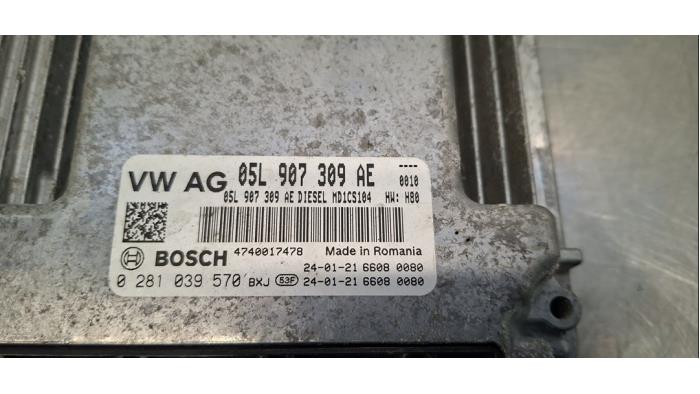 VW AG 05L 907 309 AE ----
0010
05L 907 309 AE DIESEL MD1CS104 HW: H80
BOSCH 4740017478 Made in Romania
24-01-21 6608 0080
0 281 039 570 BXJ 53F 24-01-21 6608 0080